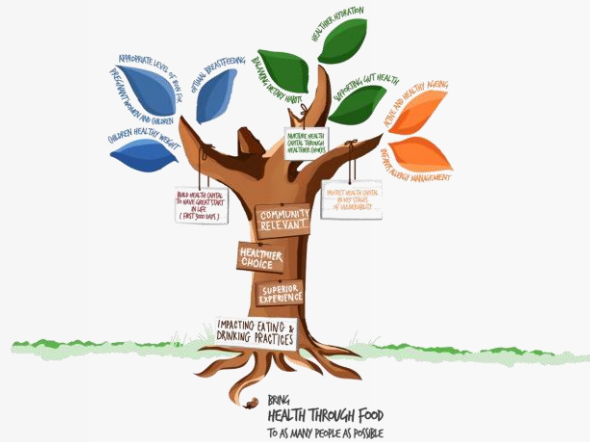 HEALTHIER HYDRATION
BALANCING DIETARY HABIT
SUPPORTING GUT HEALTH
APPROPRIATE LEVEL OF IRON FOR
PREGNANT WOMEN AND CHILDREN
OPTIMAL BREASTFEEDING
CHILDREN HEALTHY WEIGHT
ACTIVE AND HEALTHY AGEING
INFANT ALLERGY MANAGEMENT
NURTURE HEALTH
CAPITAL THROUGH
HEALTHIER CHOICES
BUILD HEALTH CAPITAL
TO HAVE GREAT START
IN LIFE
(FIRST 1000 DAYS)
PROTECT HEALTH CAPITAL
IN KEY STAGES
OF VULNERABILITY
COMMUNITY
RELEVANT
HEALTHIER
CHOICE
SUPERIOR
EXPERIENCE
IMPACTING EATING &
DRINKING PRACTICES
BRING
HEALTH THROUGH FOOD
TO AS MANY PEOPLE AS POSSIBLE